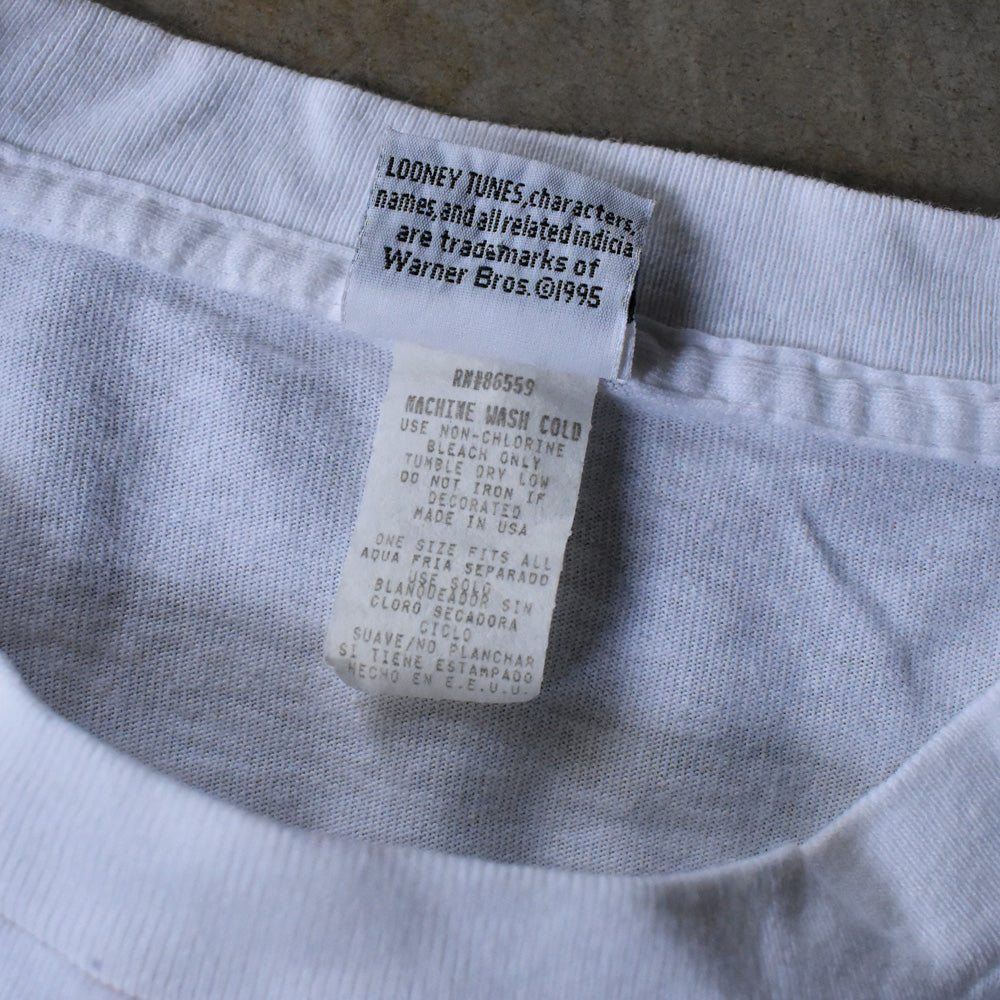 LOONEY TUNES, characters,
names, and all related indicia
are trademarks of
Warner Bros. ©1995
RN#86559
MACHINE WASH COLD
USE NON-CHLORINE
BLEACH ONLY
TUMBLE DRY LOW
DO NOT IRON IF
DECORATED
MADE IN USA
ONE SIZE FITS ALL
AQUA FRIA SEPARADO
USE SOLO
BLANQUEADOR SIN
CLORO SECADORA
CICLO
SUAVE/NO PLANCHAR
SI TIENE ESTAMPADO
HECHO EN E.E.U.U.